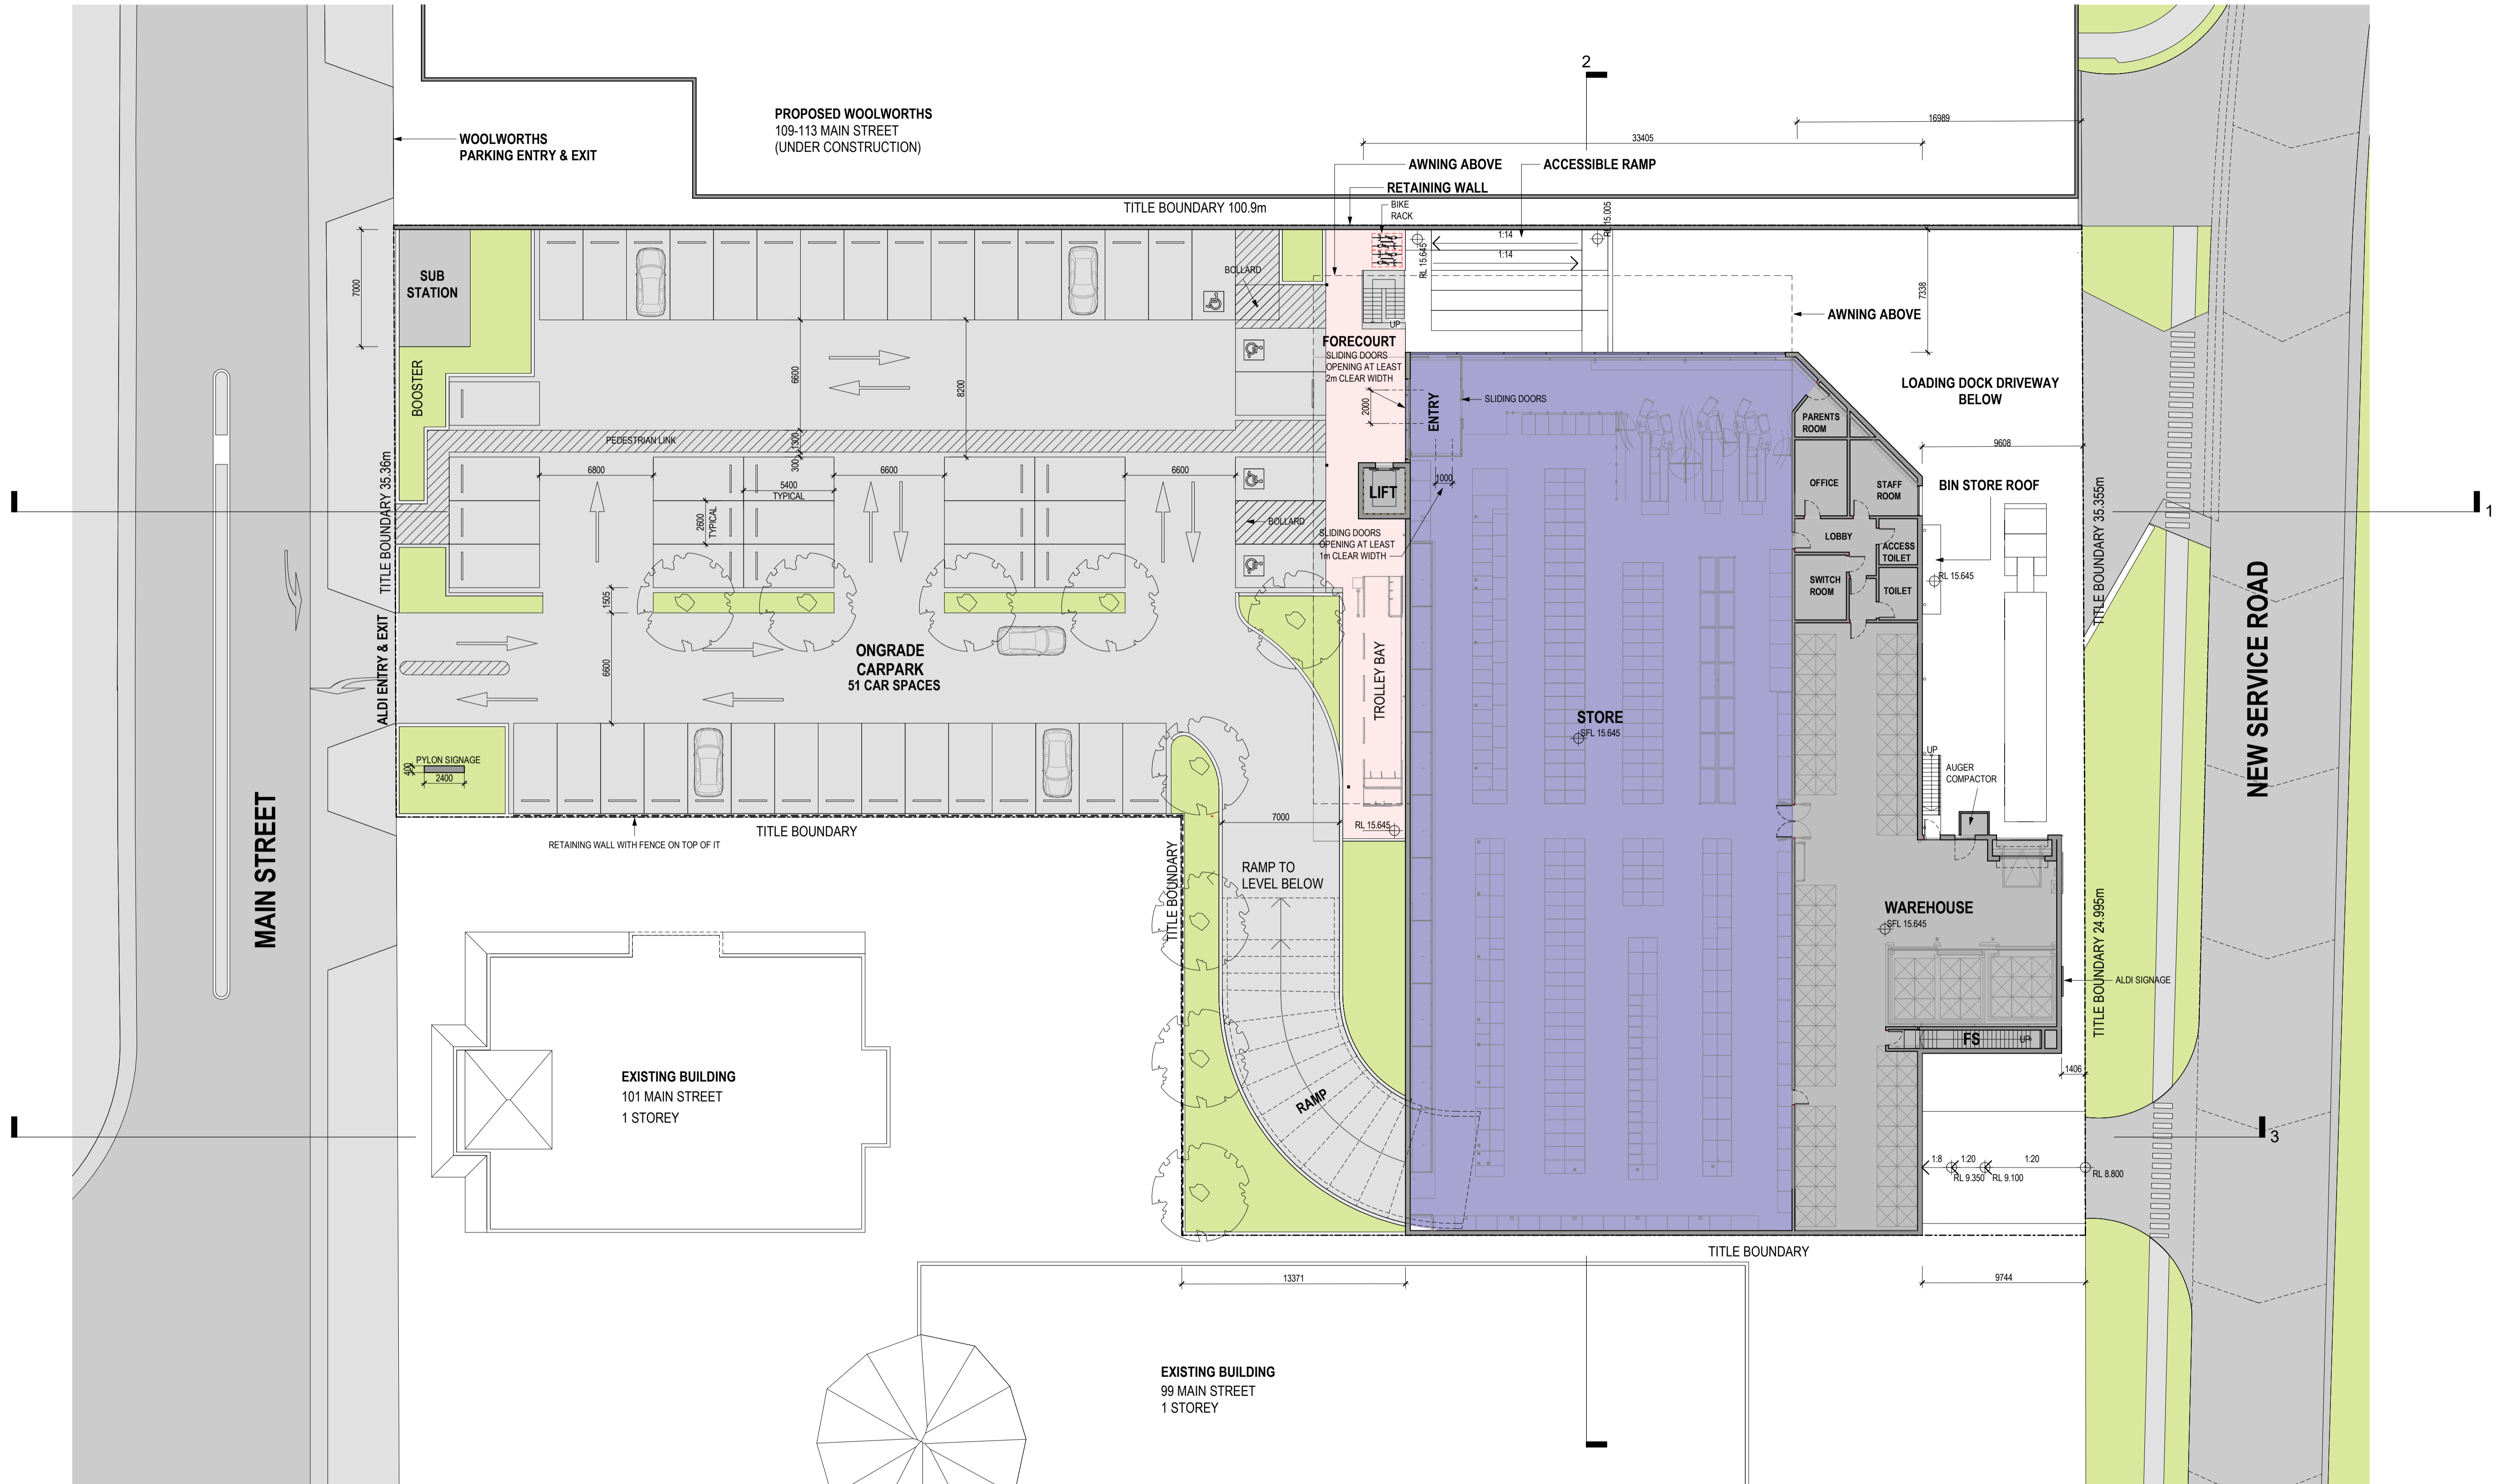 2
16989
33405
PROPOSED WOOLWORTHS
109-113 MAIN STREET
(UNDER CONSTRUCTION)
WOOLWORTHS
PARKING ENTRY & EXIT
AWNING ABOVE
ACCESSIBLE RAMP
RETAINING WALL
TITLE BOUNDARY 100.9m
BIKE
RACK
RL 15.645
RL 15.005
1:14
1:14
SUB
STATION
7000
BOOSTER
BOLLARD
UP
AWNING ABOVE
7338
FORECOURT
SLIDING DOORS
OPENING AT LEAST
2m CLEAR WIDTH
6600
8200
2000
ENTRY
SLIDING DOORS
LOADING DOCK DRIVEWAY
BELOW
PARENTS
ROOM
PEDESTRIAN LINK
1300
300
9608
6800
6600
6600
5400
TYPICAL
2600
TYPICAL
LIFT
1000
OFFICE
STAFF
ROOM
BIN STORE ROOF
TITLE BOUNDARY 35.36m
TITLE BOUNDARY 35.355m
1
BOLLARD
SLIDING DOORS
OPENING AT LEAST
1m CLEAR WIDTH
LOBBY
ACCESS
TOILET
RL 15.645
SWITCH
ROOM
TOILET
1505
ALDI ENTRY & EXIT
6600
ONGRADE
CARPARK
51 CAR SPACES
TROLLEY BAY
STORE
SFL 15.645
NEW SERVICE ROAD
PYLON SIGNAGE
400
2400
UP
AUGER
COMPACTOR
MAIN STREET
TITLE BOUNDARY
RETAINING WALL WITH FENCE ON TOP OF IT
7000
RL 15.645
TITLE BOUNDARY
RAMP TO
LEVEL BELOW
WAREHOUSE
SFL 15.645
TITLE BOUNDARY 24.995m
ALDI SIGNAGE
FS
UP
1406
EXISTING BUILDING
101 MAIN STREET
1 STOREY
RAMP
3
1:8
1:20
1:20
RL 9.350
RL 9.100
RL 8.800
TITLE BOUNDARY
13371
9744
EXISTING BUILDING
99 MAIN STREET
1 STOREY